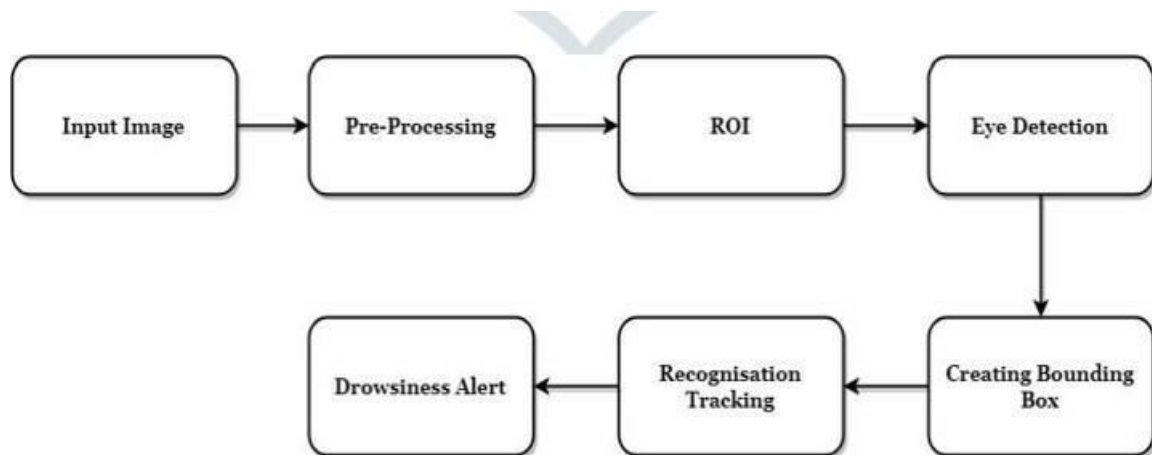 Input Image
Pre-Processing
ROI
Eye Detection
Creating Bounding
Box
Recognisation
Tracking
Drowsiness Alert